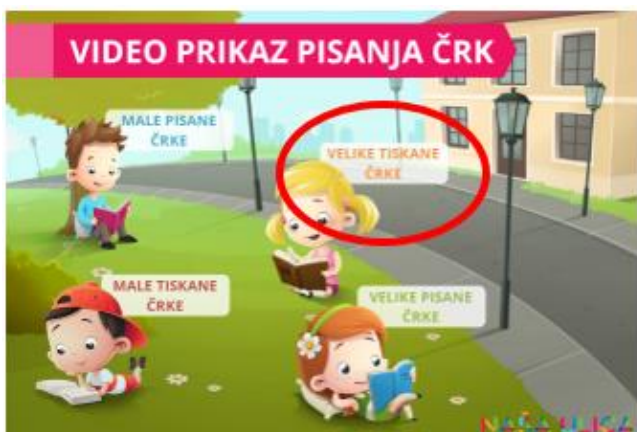 VIDEO PRIKAZ PISANJA ČRK
MALE PISANE
ČRKE
VELIKE TISKANE
ČRKE
MALE TISKANE
ČRKE
VELIKE PISANE
ČRKE